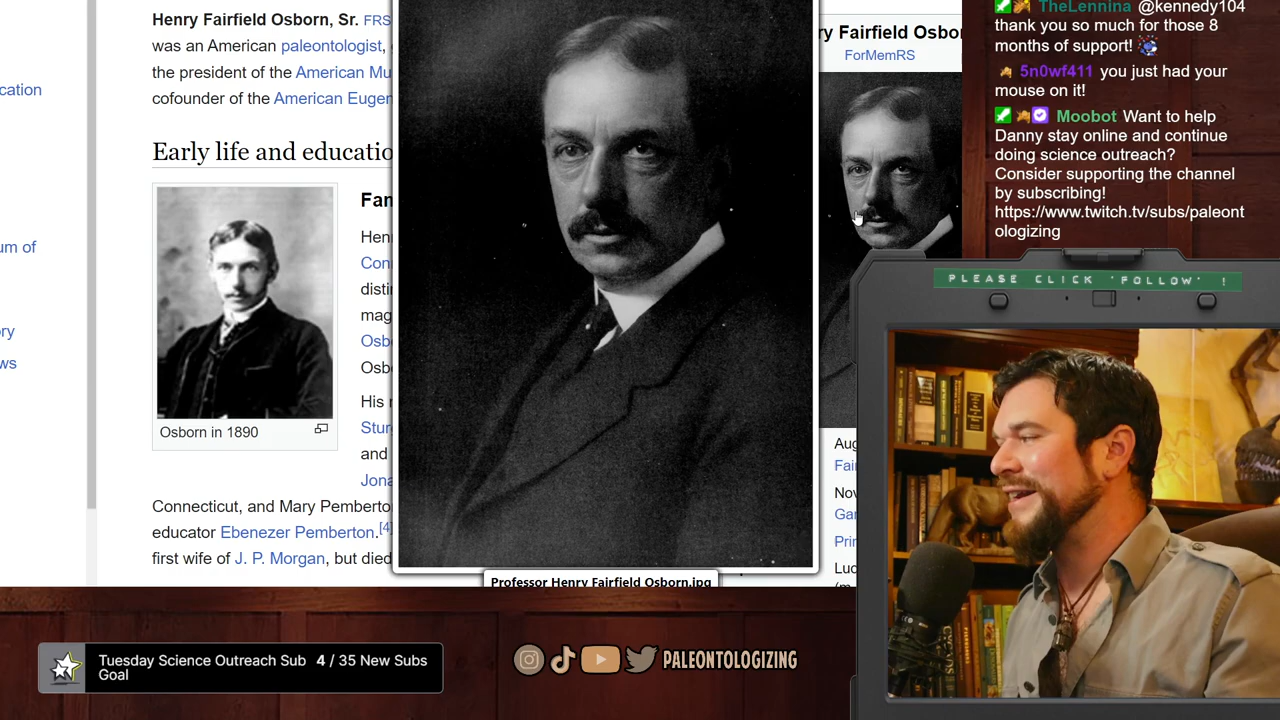 cation
um of
ry
ws
Henry Fairfield Osborn, Sr. FRS
was an American paleontologist,
the president of the American Mu
cofounder of the American Eugen
Early life and educatio
Osborn in 1890
Fan
Hen
Con
distin
mag
Osbo
Osbo
His
Stur
and
Jona
Connecticut, and Mary Pemberto
educator Ebenezer Pemberton.[4]
first wife of J. P. Morgan, but died
Professor Henry Fairfield Osborn.jpg
ry Fairfield Osbor
ForMemRS
Aug
Fair
Nov
Gar
Prin
Luc
(m
TheLennina @kennedy104
thank you so much for those 8
months of support!
5n0wf411 you just had your
mouse on it!
Moobot Want to help
Danny stay online and continue
doing science outreach?
Consider supporting the channel
by subscribing!
https://www.twitch.tv/subs/paleont
ologizing
PLEASE CLICK 'FOLLOW' !
Tuesday Science Outreach Sub 4 / 35 New Subs
Goal
PALEONTOLOGIZING